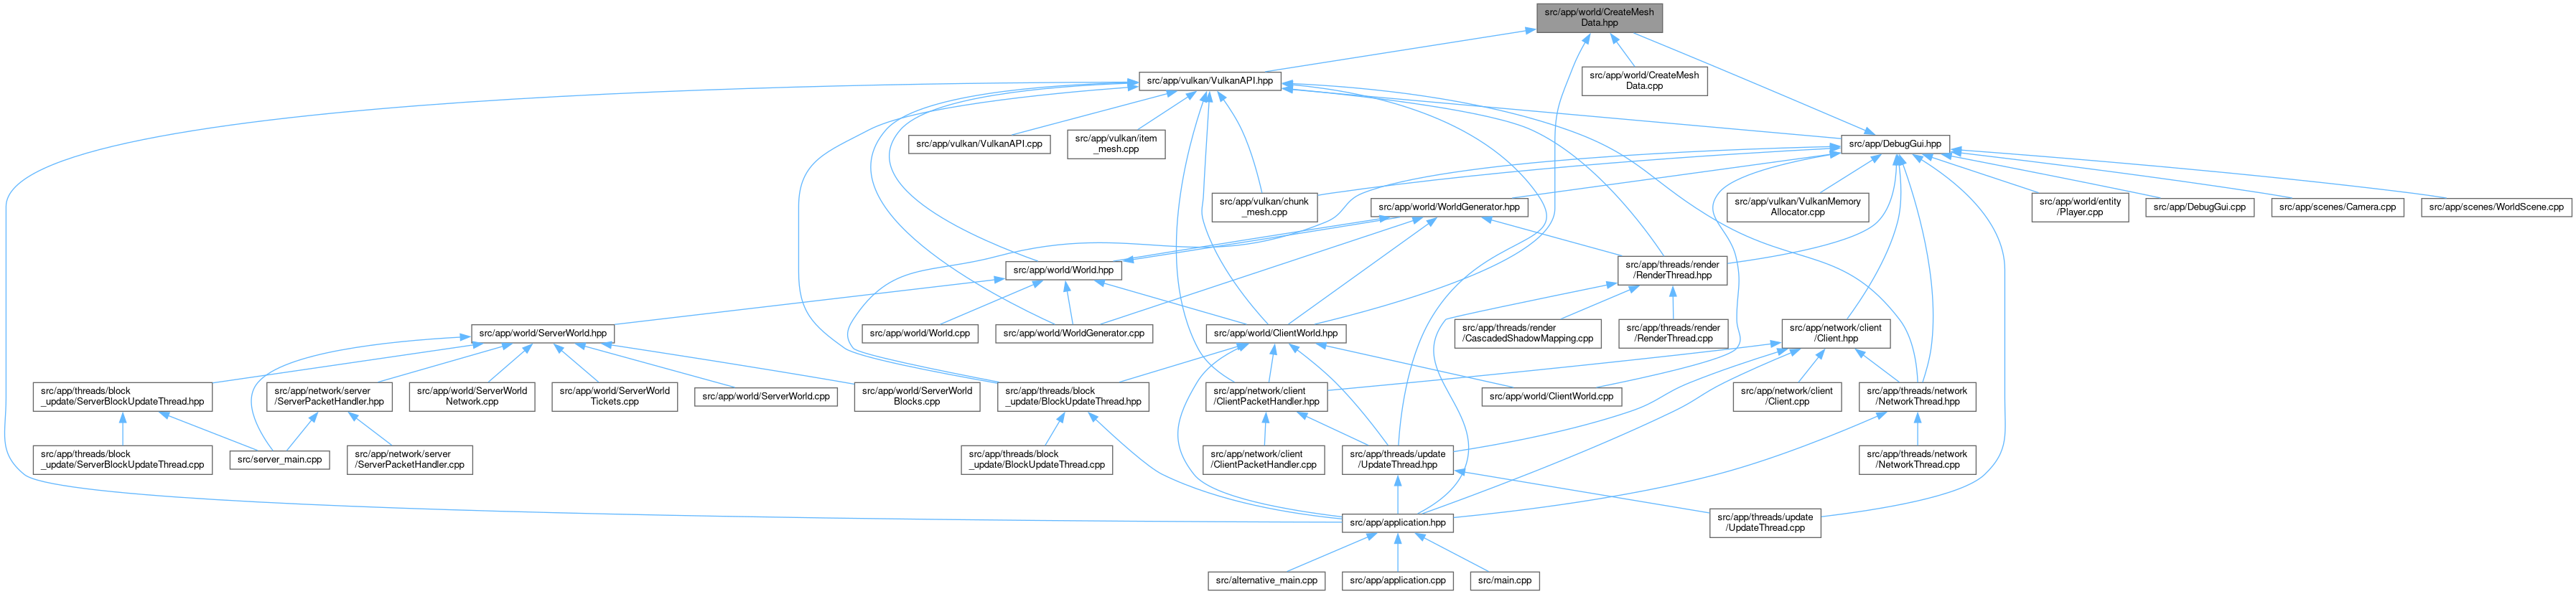 src/app/world/CreateMesh
Data.hpp
src/app/vulkan/VulkanAPI.hpp
src/app/world/CreateMesh
Data.cpp
src/app/vulkan/VulkanAPI.cpp
src/app/vulkan/item
_mesh.cpp
src/app/DebugGui.hpp
src/app/vulkan/chunk
_mesh.cpp
src/app/world/WorldGenerator.hpp
src/app/vulkan/VulkanMemory
Allocator.cpp
src/app/world/entity
/Player.cpp
src/app/DebugGui.cpp
src/app/scenes/Camera.cpp
src/app/scenes/WorldScene.cpp
src/app/world/World.hpp
src/app/threads/render
/RenderThread.hpp
src/app/world/ServerWorld.hpp
src/app/world/World.cpp
src/app/world/WorldGenerator.cpp
src/app/world/ClientWorld.hpp
src/app/threads/render
/CascadedShadowMapping.cpp
src/app/threads/render
/RenderThread.cpp
src/app/network/client
/Client.hpp
src/app/threads/block
_update/ServerBlockUpdateThread.hpp
src/app/network/server
/ServerPacketHandler.hpp
src/app/world/ServerWorld
Network.cpp
src/app/world/ServerWorld
Tickets.cpp
src/app/world/ServerWorld.cpp
src/app/world/ServerWorld
Blocks.cpp
src/app/threads/block
_update/BlockUpdateThread.hpp
src/app/network/client
/ClientPacketHandler.hpp
src/app/world/ClientWorld.cpp
src/app/network/client
/Client.cpp
src/app/threads/network
/NetworkThread.hpp
src/app/threads/block
_update/ServerBlockUpdateThread.cpp
src/server_main.cpp
src/app/network/server
/ServerPacketHandler.cpp
src/app/threads/block
_update/BlockUpdateThread.cpp
src/app/network/client
/ClientPacketHandler.cpp
src/app/threads/update
/UpdateThread.hpp
src/app/threads/network
/NetworkThread.cpp
src/app/application.hpp
src/app/threads/update
/UpdateThread.cpp
src/alternative_main.cpp
src/app/application.cpp
src/main.cpp